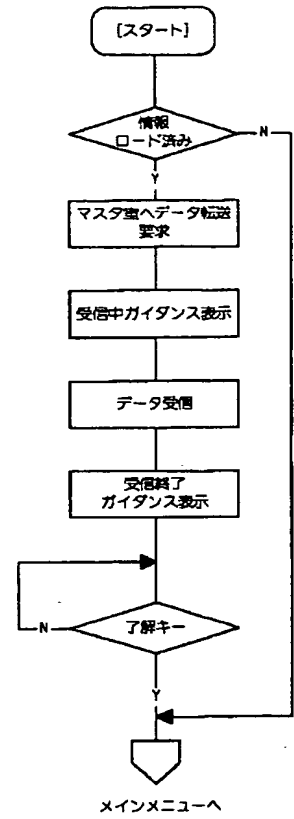 [スタート]
情報
ロード済み
N
Y
マスタ室へデータ転送
要求
受信中ガイダンス表示
データ受信
受信終了
ガイダンス表示
N
了解キー
Y
メインメニューへ